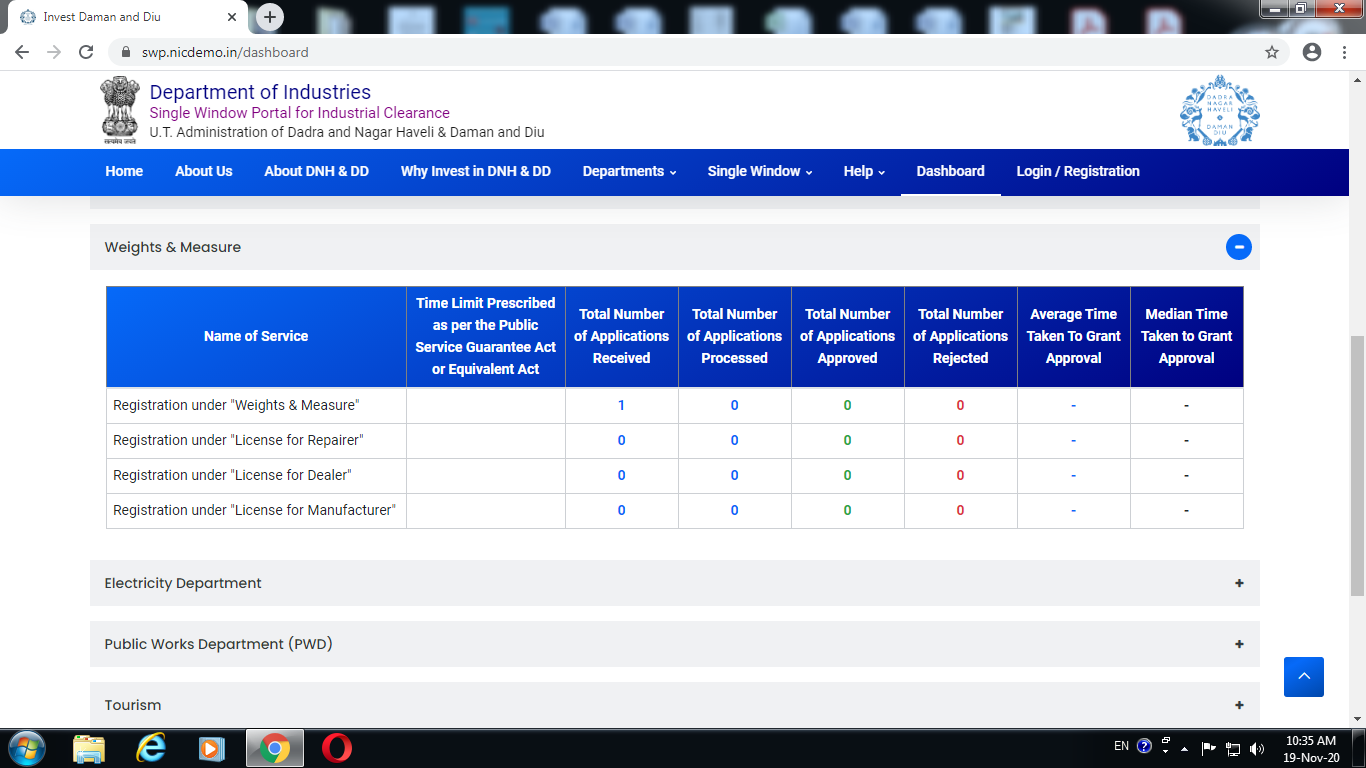 Invest Daman and Diu
swp.nicdemo.in/dashboard
सत्यमेव जयते
Department of Industries
Single Window Portal for Industrial Clearance
U.T. Administration of Dadra and Nagar Haveli & Daman and Diu
DADRA
NAGAR
HAVELI
DAMAN
DIU
Home About Us About DNH & DD Why Invest in DNH & DD Departments Single Window Help Dashboard Login / Registration
Weights & Measure
Name of Service
Time Limit Prescribed
as per the Public
Service Guarantee Act
or Equivalent Act
Total Number
of Applications
Received
Total Number
of Applications
Processed
Total Number
of Applications
Approved
Total Number
of Applications
Rejected
Average Time
Taken To Grant
Approval
Median Time
Taken to Grant
Approval
Registration under "Weights & Measure" 1 0 0 0 - -
Registration under "License for Repairer" 0 0 0 0 - -
Registration under "License for Dealer" 0 0 0 0 - -
Registration under "License for Manufacturer" 0 0 0 0 - -
Electricity Department +
Public Works Department (PWD) +
Tourism +
EN
10:35 AM
19-Nov-20